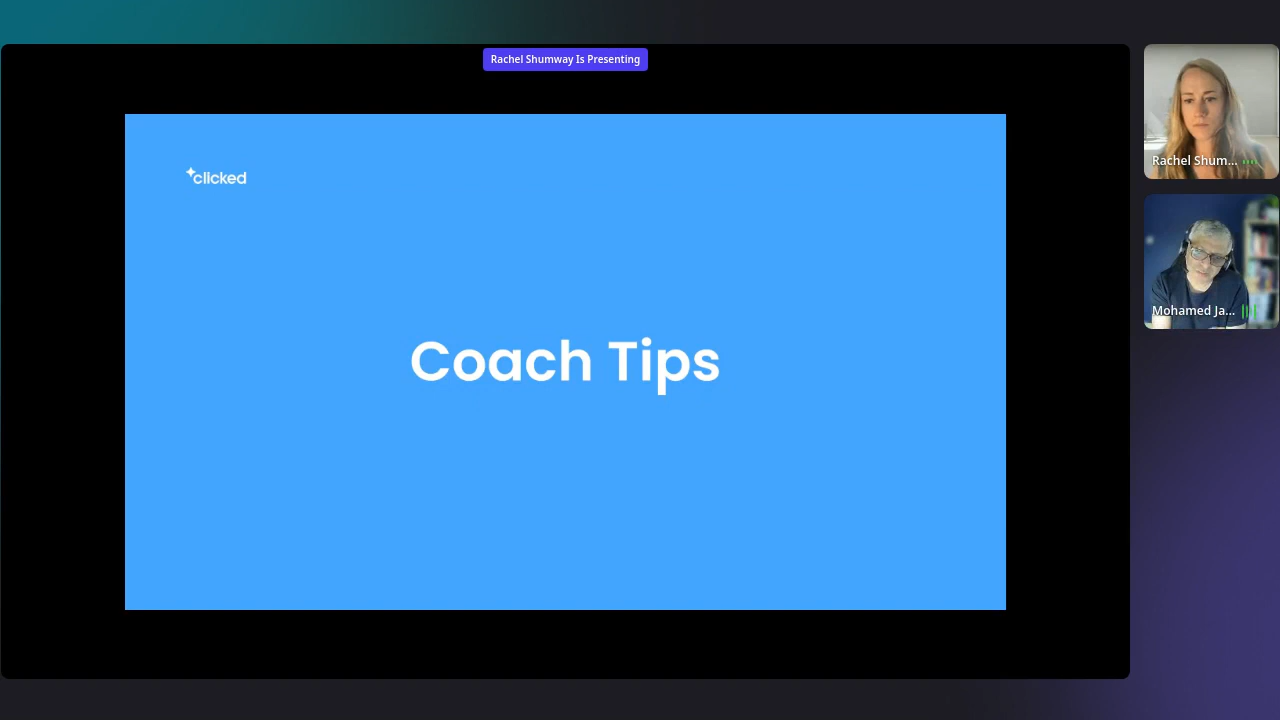 Rachel Shumway Is Presenting
clicked
Coach Tips
Rachel Shum...
Mohamed Ja...